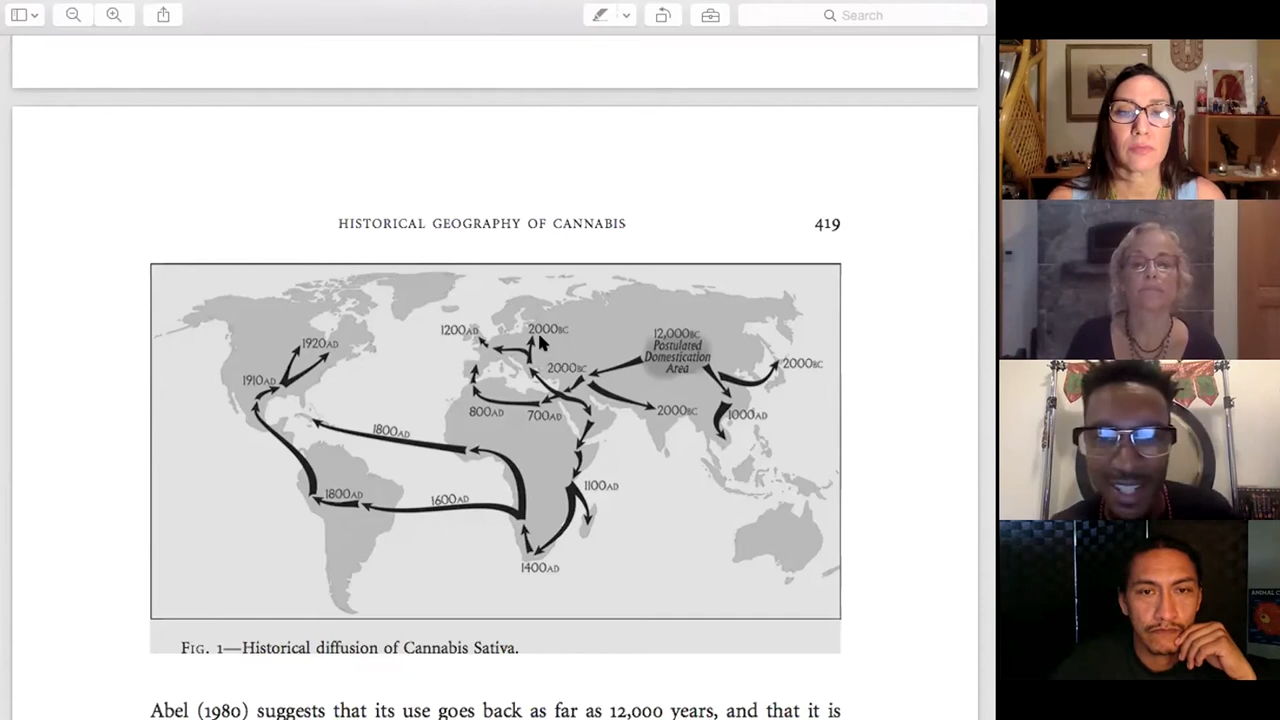 Search
HISTORICAL GEOGRAPHY OF CANNABIS 419
1200AD
2000BC
12,000BC
Postulated
Domestication
Area
1920AD
1910AD
2000BC
2000BC
800AD
700AD
2000BC
1000AD
1800AD
1800AD
1600AD
1100AD
1400AD
FIG. 1—Historical diffusion of Cannabis Sativa.
Abel (1980) suggests that its use goes back as far as 12,000 years, and that it is
ANIMAL C